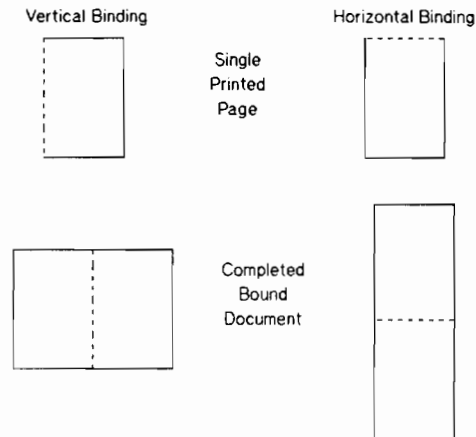 Vertical Binding
Horizontal Binding
Single
Printed
Page
Completed
Bound
Document